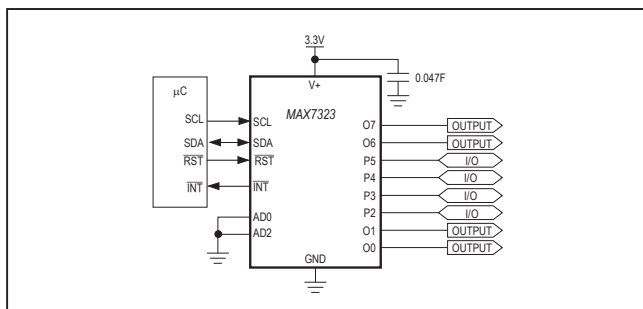 3.3V
V+
0.047F
µC
MAX7323
SCL
SCL
O7
OUTPUT
SDA
SDA
O6
OUTPUT
RST
RST
P5
I/O
P4
I/O
INT
INT
P3
I/O
P2
I/O
AD0
AD2
O1
OUTPUT
O0
OUTPUT
GND